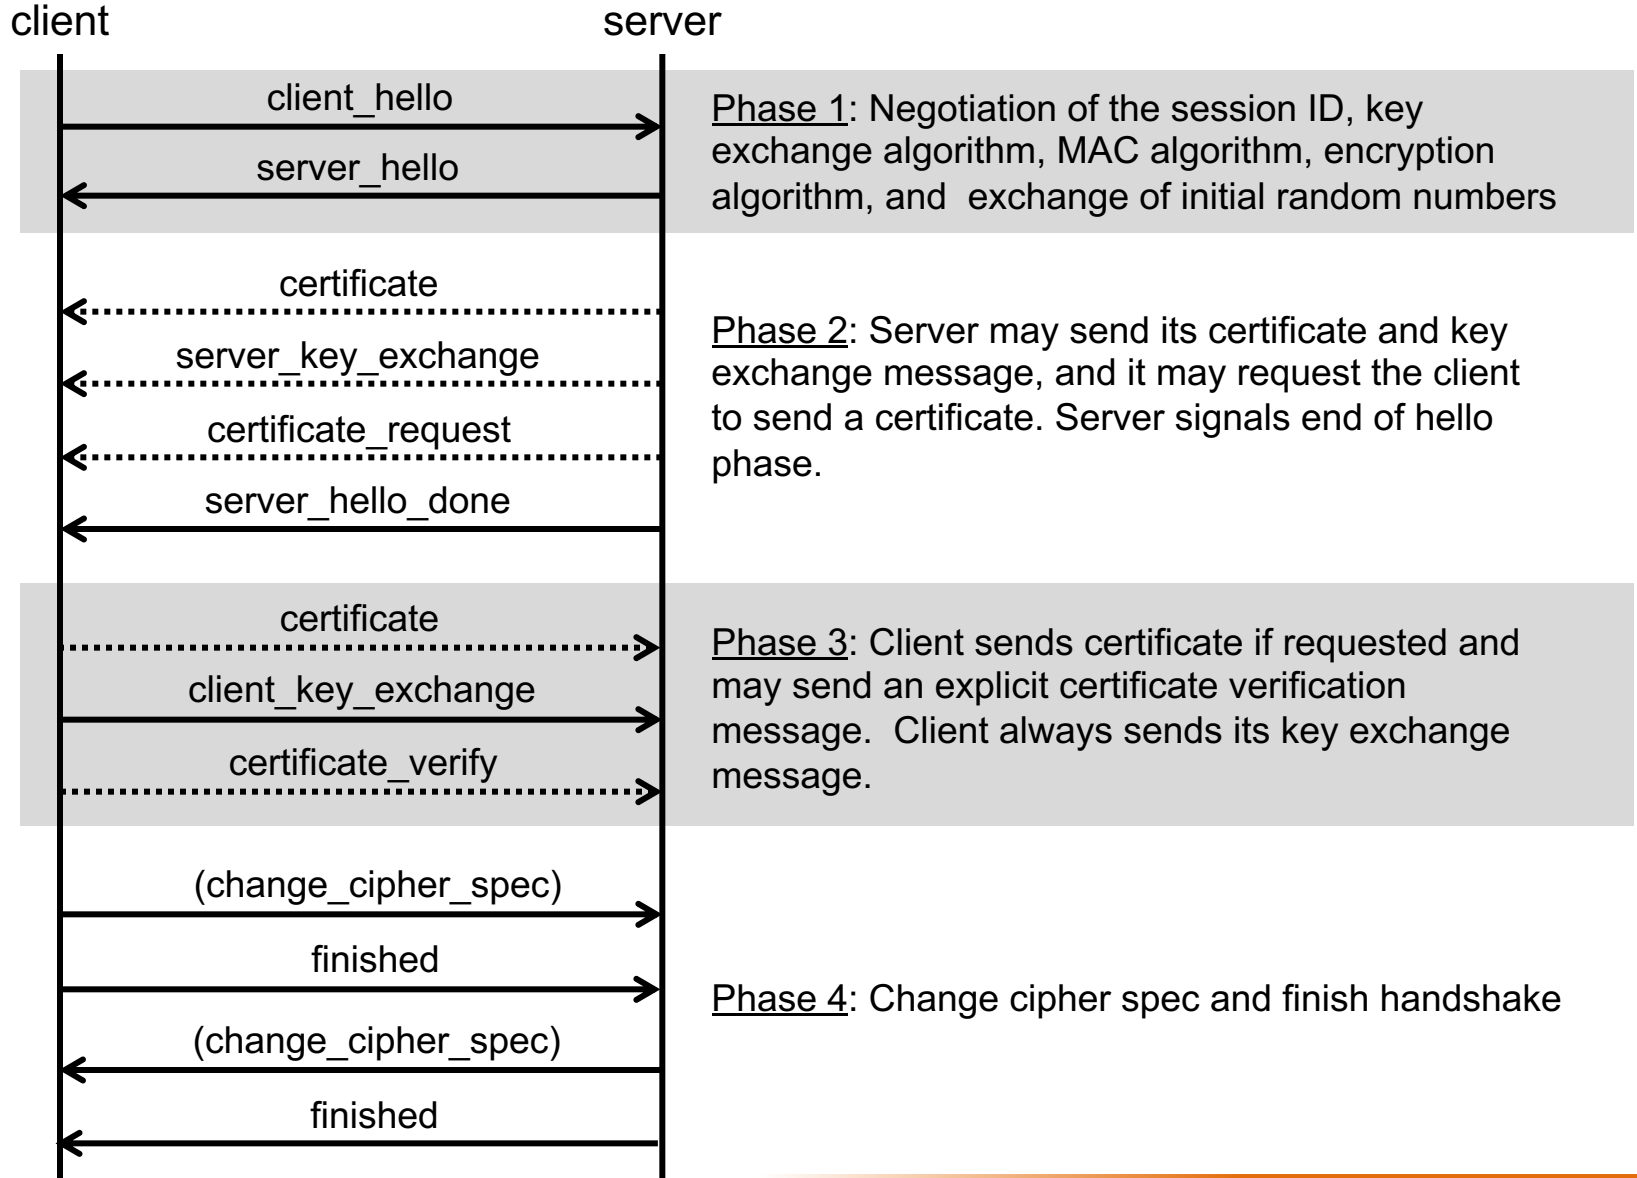 client
server
client_hello
server_hello
Phase 1: Negotiation of the session ID, key
exchange algorithm, MAC algorithm, encryption
algorithm, and  exchange of initial random numbers
certificate
server_key_exchange
certificate_request
server_hello_done
Phase 2: Server may send its certificate and key
exchange message, and it may request the client
to send a certificate. Server signals end of hello
phase.
certificate
client_key_exchange
certificate_verify
Phase 3: Client sends certificate if requested and
may send an explicit certificate verification
message.  Client always sends its key exchange
message.
(change_cipher_spec)
finished
(change_cipher_spec)
finished
Phase 4: Change cipher spec and finish handshake